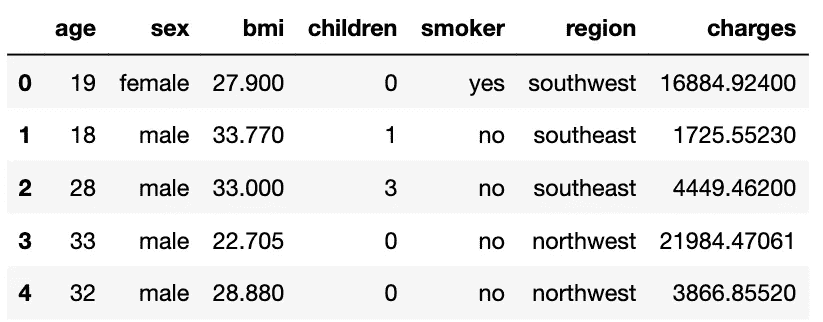 age sex bmi children smoker region charges
0 19 female 27.900 0 yes southwest 16884.92400
1 18 male 33.770 1 no southeast 1725.55230
2 28 male 33.000 3 no southeast 4449.46200
3 33 male 22.705 0 no northwest 21984.47061
4 32 male 28.880 0 no northwest 3866.85520